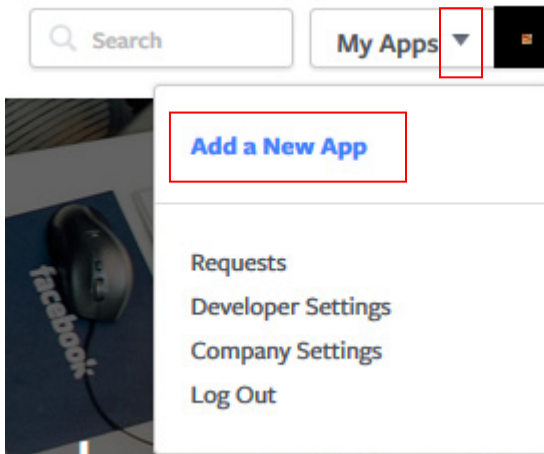 Search
My Apps
Add a New App
Requests
Developer Settings
Company Settings
Log Out
facebook